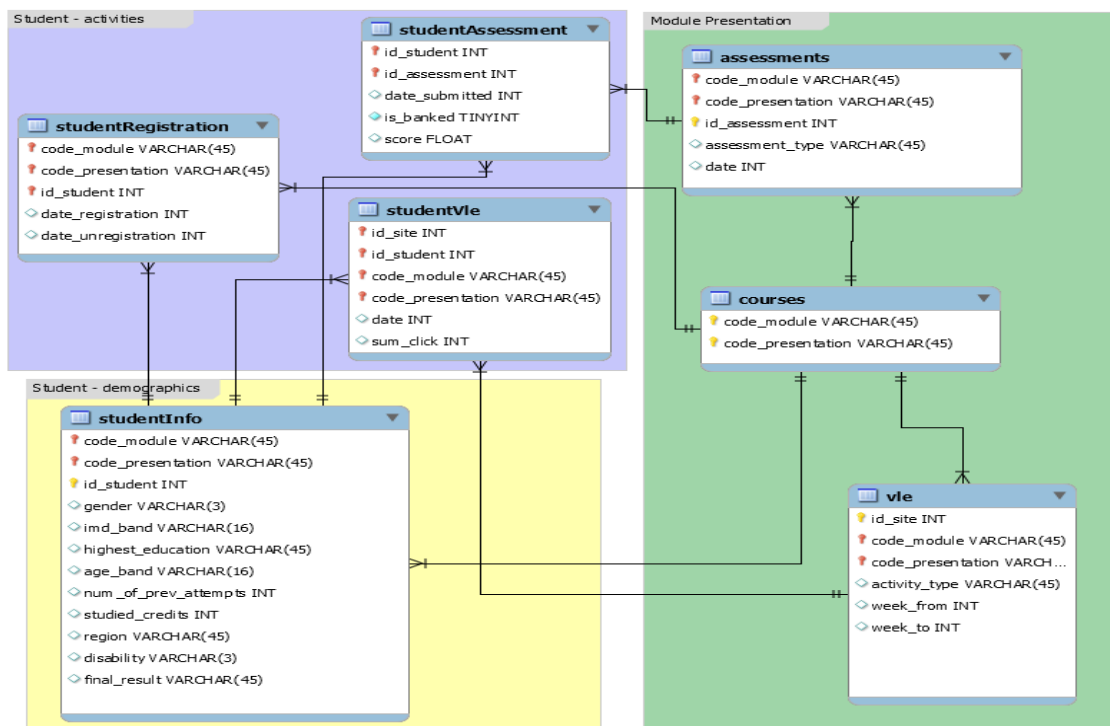 Student - activities
studentAssessment
id_student INT
id_assessment INT
date_submitted INT
is_banked TINYINT
score FLOAT
studentRegistration
code_module VARCHAR(45)
code_presentation VARCHAR(45)
id_student INT
date_registration INT
date_unregistration INT
studentVle
id_site INT
id_student INT
code_module VARCHAR(45)
code_presentation VARCHAR(45)
date INT
sum_click INT
Student - demographics
studentInfo
code_module VARCHAR(45)
code_presentation VARCHAR(45)
id_student INT
gender VARCHAR(3)
imd_band VARCHAR(16)
highest_education VARCHAR(45)
age_band VARCHAR(16)
num_of_prev_attempts INT
studied_credits INT
region VARCHAR(45)
disability VARCHAR(3)
final_result VARCHAR(45)
Module Presentation
assessments
code_module VARCHAR(45)
code_presentation VARCHAR(45)
id_assessment INT
assessment_type VARCHAR(45)
date INT
courses
code_module VARCHAR(45)
code_presentation VARCHAR(45)
vle
id_site INT
code_module VARCHAR(45)
code_presentation VARCH...
activity_type VARCHAR(45)
week_from INT
week_to INT